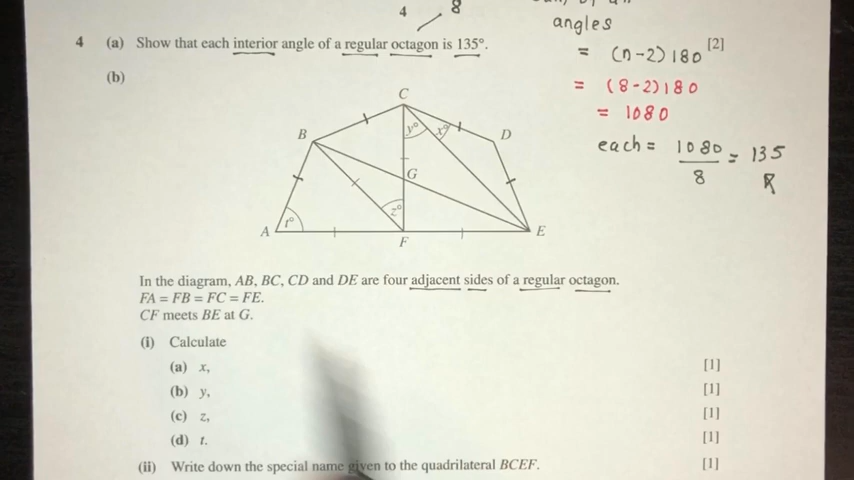 4 8
angles
4 (a) Show that each interior angle of a regular octagon is 135°. [2]
= (n-2)180
(b)
= (8-2)180
= 1080
each = 1080/8 = 135
C
B
D
y°
x°
G
z°
t°
A
F
E
In the diagram, AB, BC, CD and DE are four adjacent sides of a regular octagon.
FA = FB = FC = FE.
CF meets BE at G.
(i) Calculate
(a) x, [1]
(b) y, [1]
(c) z, [1]
(d) t. [1]
(ii) Write down the special name given to the quadrilateral BCEF. [1]